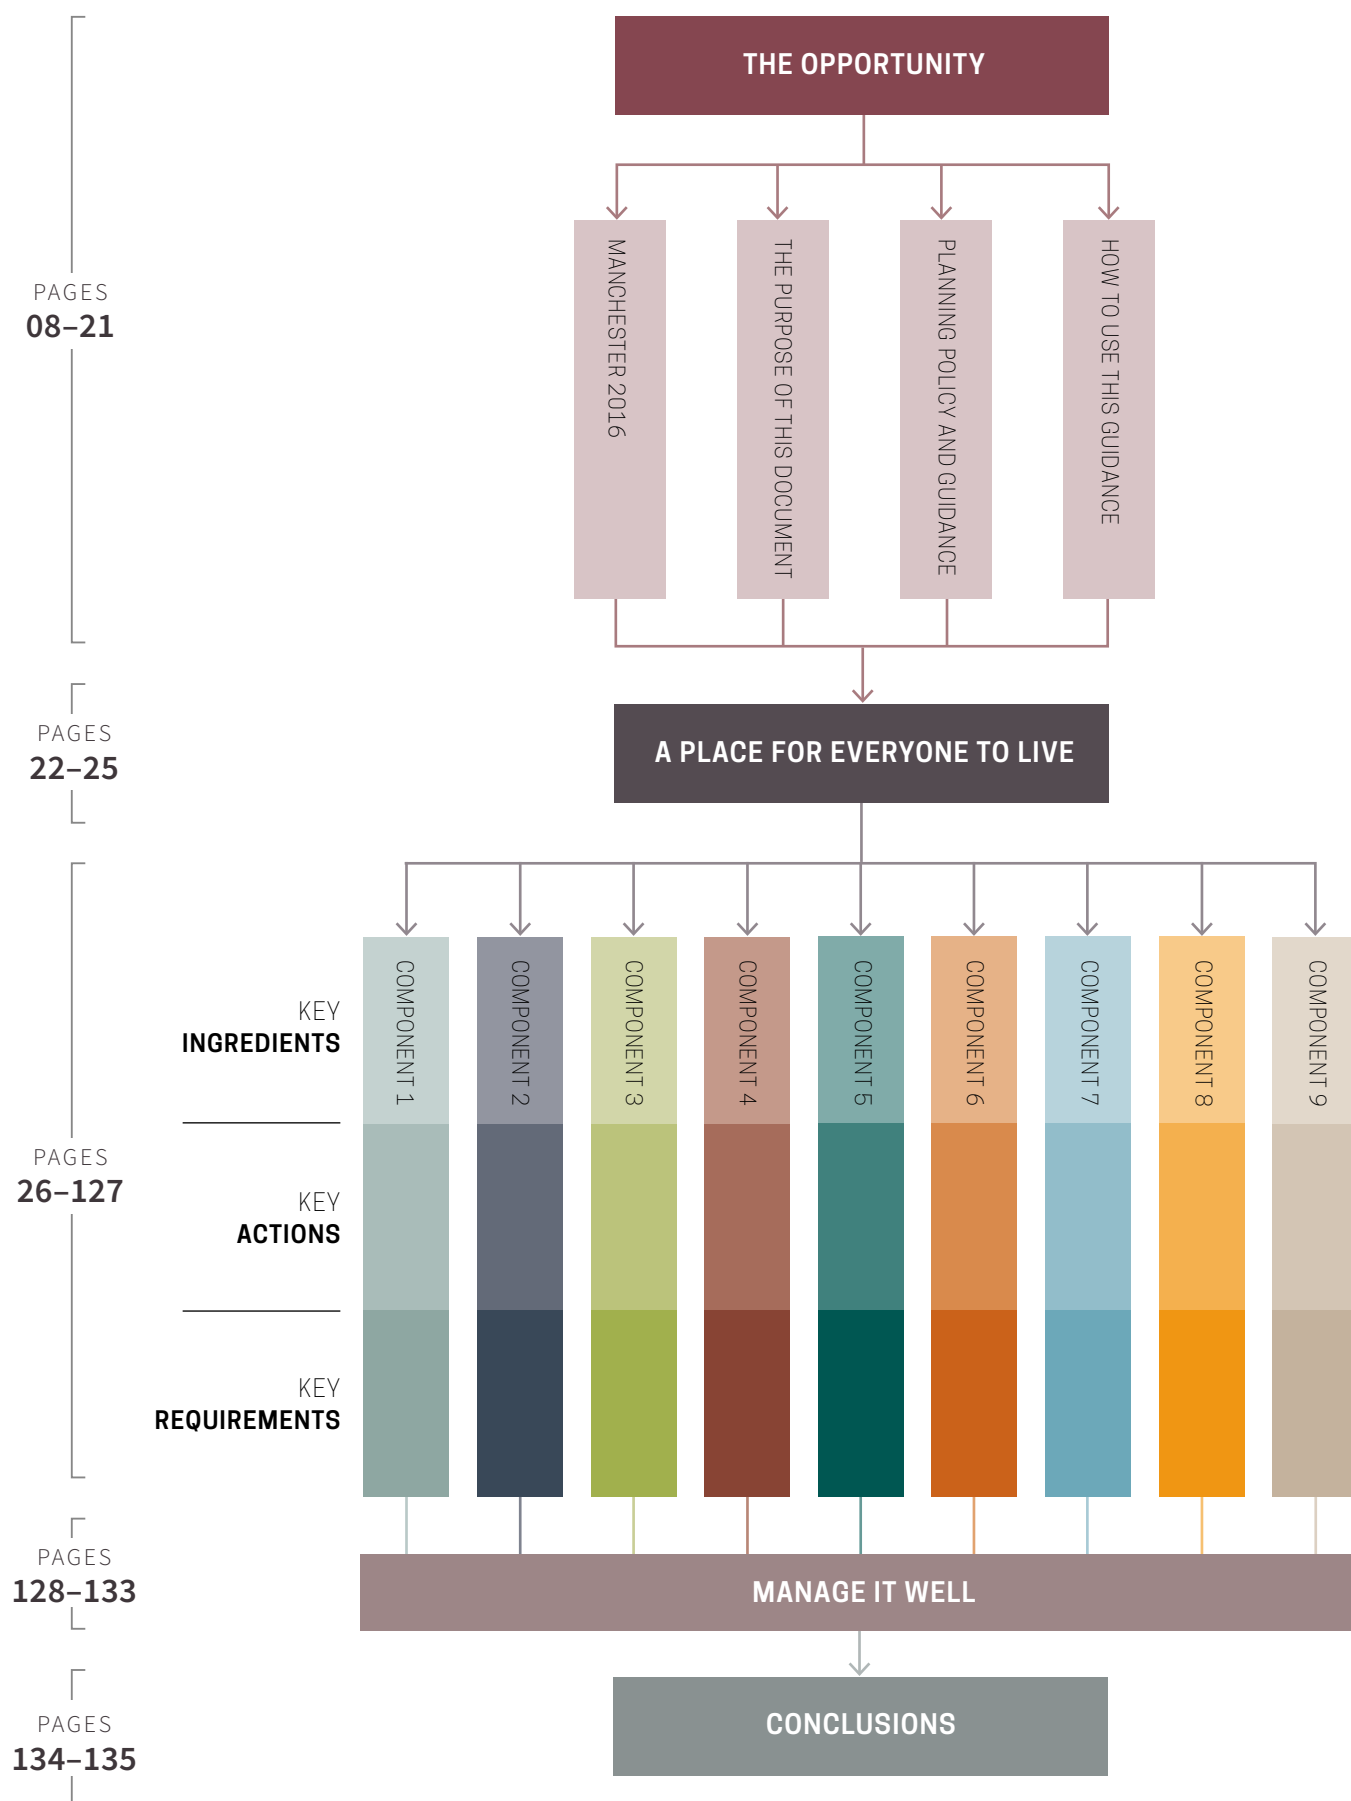 THE OPPORTUNITY
PAGES
08–21
MANCHESTER 2016
THE PURPOSE OF THIS DOCUMENT
PLANNING POLICY AND GUIDANCE
HOW TO USE THIS GUIDANCE
PAGES
22–25
A PLACE FOR EVERYONE TO LIVE
PAGES
26–127
KEY
INGREDIENTS
KEY
ACTIONS
KEY
REQUIREMENTS
COMPONENT 1
COMPONENT 2
COMPONENT 3
COMPONENT 4
COMPONENT 5
COMPONENT 6
COMPONENT 7
COMPONENT 8
COMPONENT 9
PAGES
128–133
MANAGE IT WELL
PAGES
134–135
CONCLUSIONS